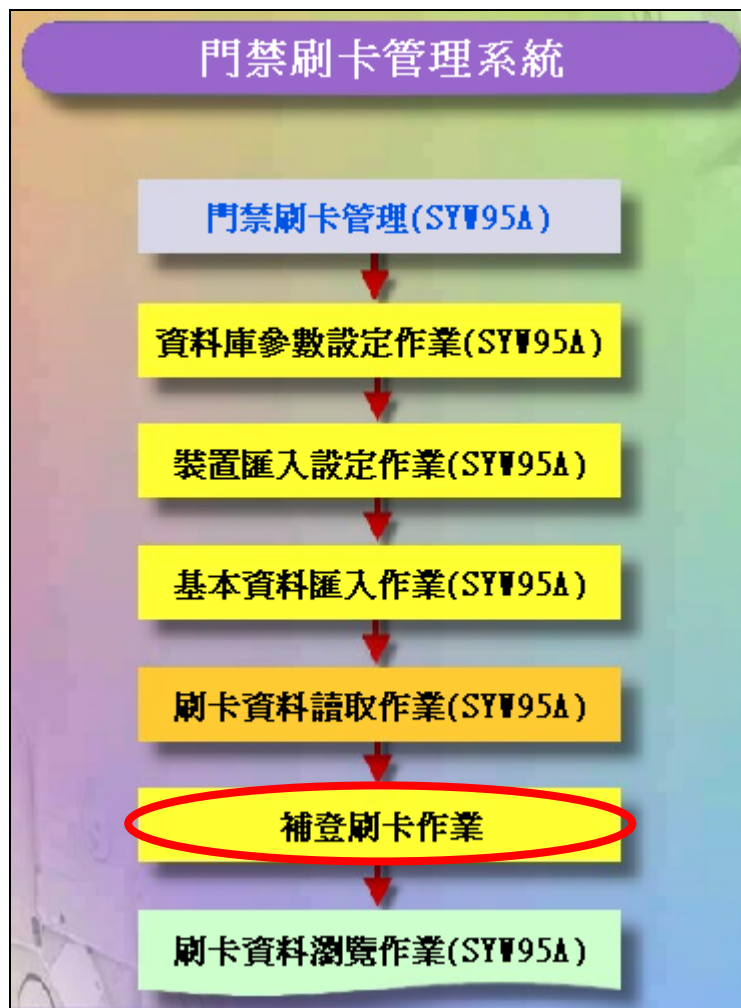 門禁刷卡管理系統
門禁刷卡管理(SYW95A)
資料庫參數設定作業(SYW95A)
裝置匯入設定作業(SYW95A)
基本資料匯入作業(SYW95A)
刷卡資料讀取作業(SYW95A)
補登刷卡作業
刷卡資料瀏覽作業(SYW95A)